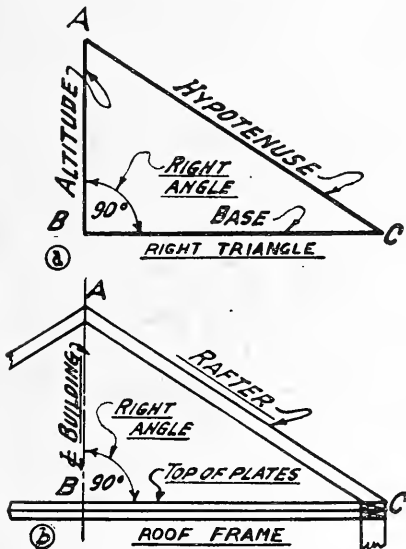 A
ALTITUDE
HYPOTENUSE
RIGHT
ANGLE
90°
B
BASE
C
a
RIGHT TRIANGLE
A
℄ BUILDING
RAFTER
RIGHT
ANGLE
B
90°
TOP OF PLATES
C
b
ROOF FRAME